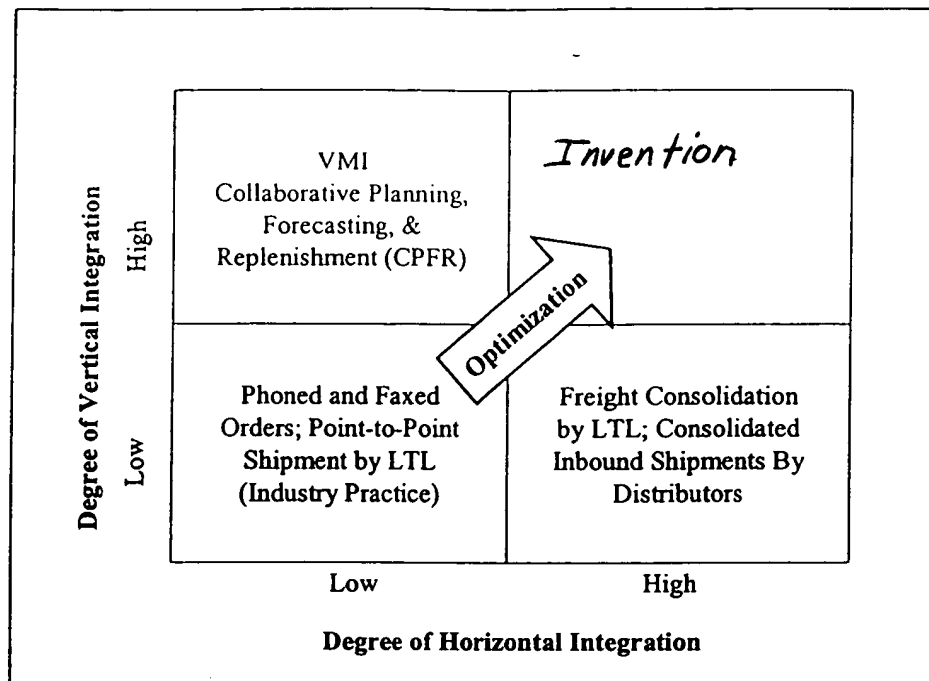 VMI
Collaborative Planning,
Forecasting, &
Replenishment (CPFR)
Invention
Optimization
Phoned and Faxed
Orders; Point-to-Point
Shipment by LTL
(Industry Practice)
Freight Consolidation
by LTL; Consolidated
Inbound Shipments By
Distributors
Degree of Vertical Integration
High
Low
Low
High
Degree of Horizontal Integration